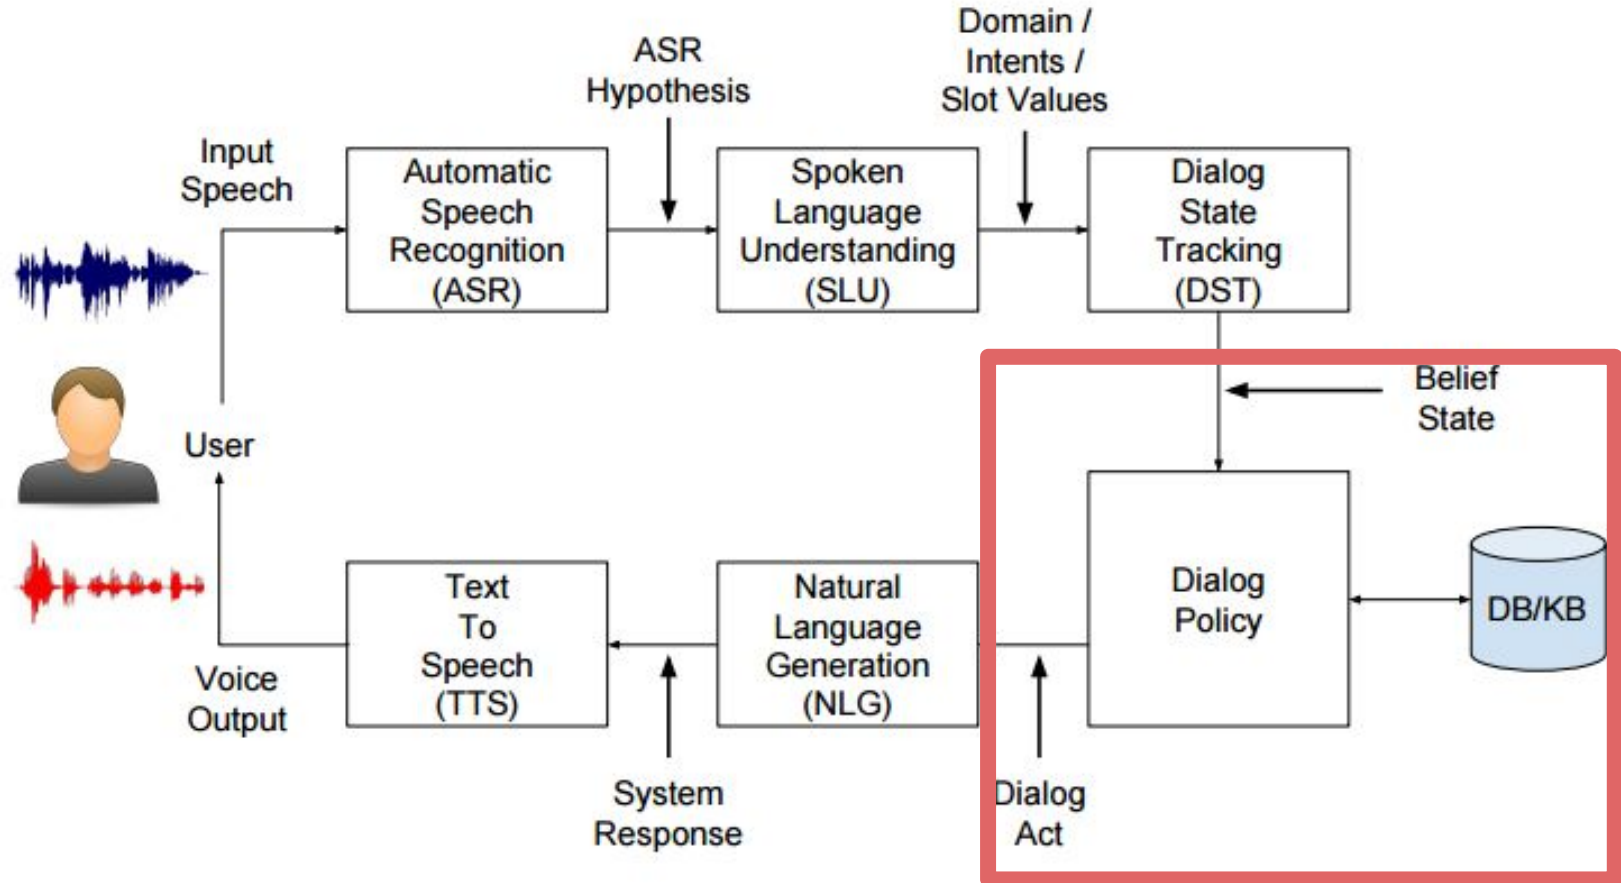 Input
Speech
Automatic
Speech
Recognition
(ASR)
ASR
Hypothesis
Spoken
Language
Understanding
(SLU)
Domain /
Intents /
Slot Values
Dialog
State
Tracking
(DST)
Belief
State
Dialog
Policy
DB/KB
Dialog
Act
Natural
Language
Generation
(NLG)
System
Response
Text
To
Speech
(TTS)
Voice
Output
User